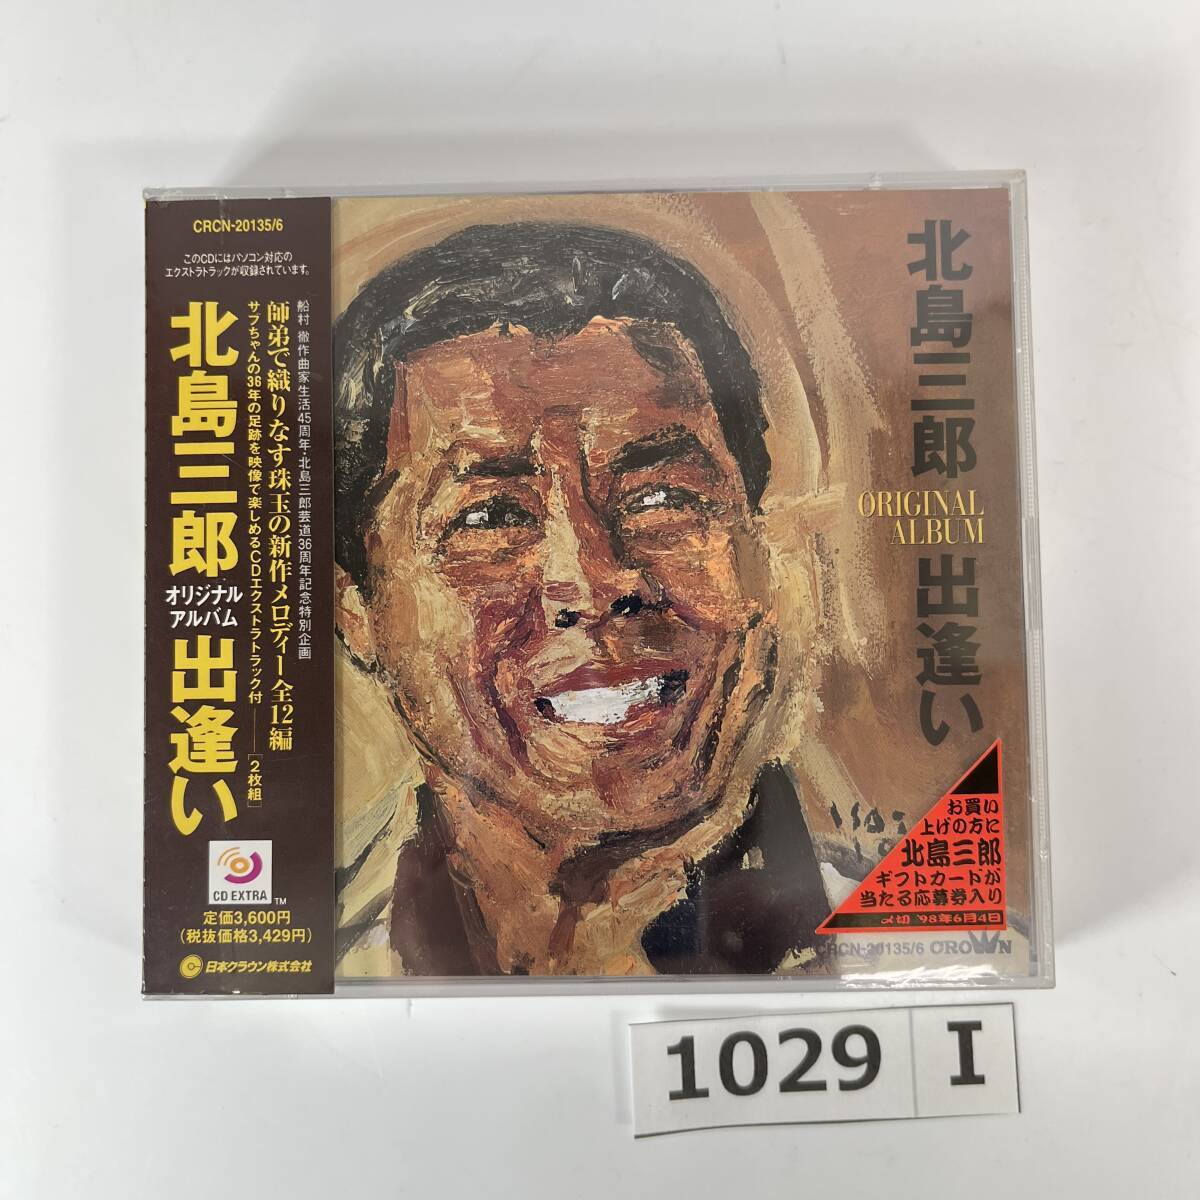 CRCN-20135/6
このCDにはパソコン対応の
エクストラトラックが収録されています。
船村 徹作曲家生活45周年・北島三郎芸道36周年記念特別企画
師弟で織りなす珠玉の新作メロディー全12編
サブちゃんの36年の足跡を映像で楽しめるCDエクストラトラック付――[2枚組]
北島三郎
オリジナル
アルバム
出逢い
CD EXTRA
TM
定価3,600円
(税抜価格3,429円)
日本クラウン株式会社
北島三郎
ORIGINAL
ALBUM
出逢い
お買い
上げの方に
北島三郎
ギフトカードが
当たる応募券入り
〆切 '98年6月4日
CRCN-20135/6 CROWN
1029 I